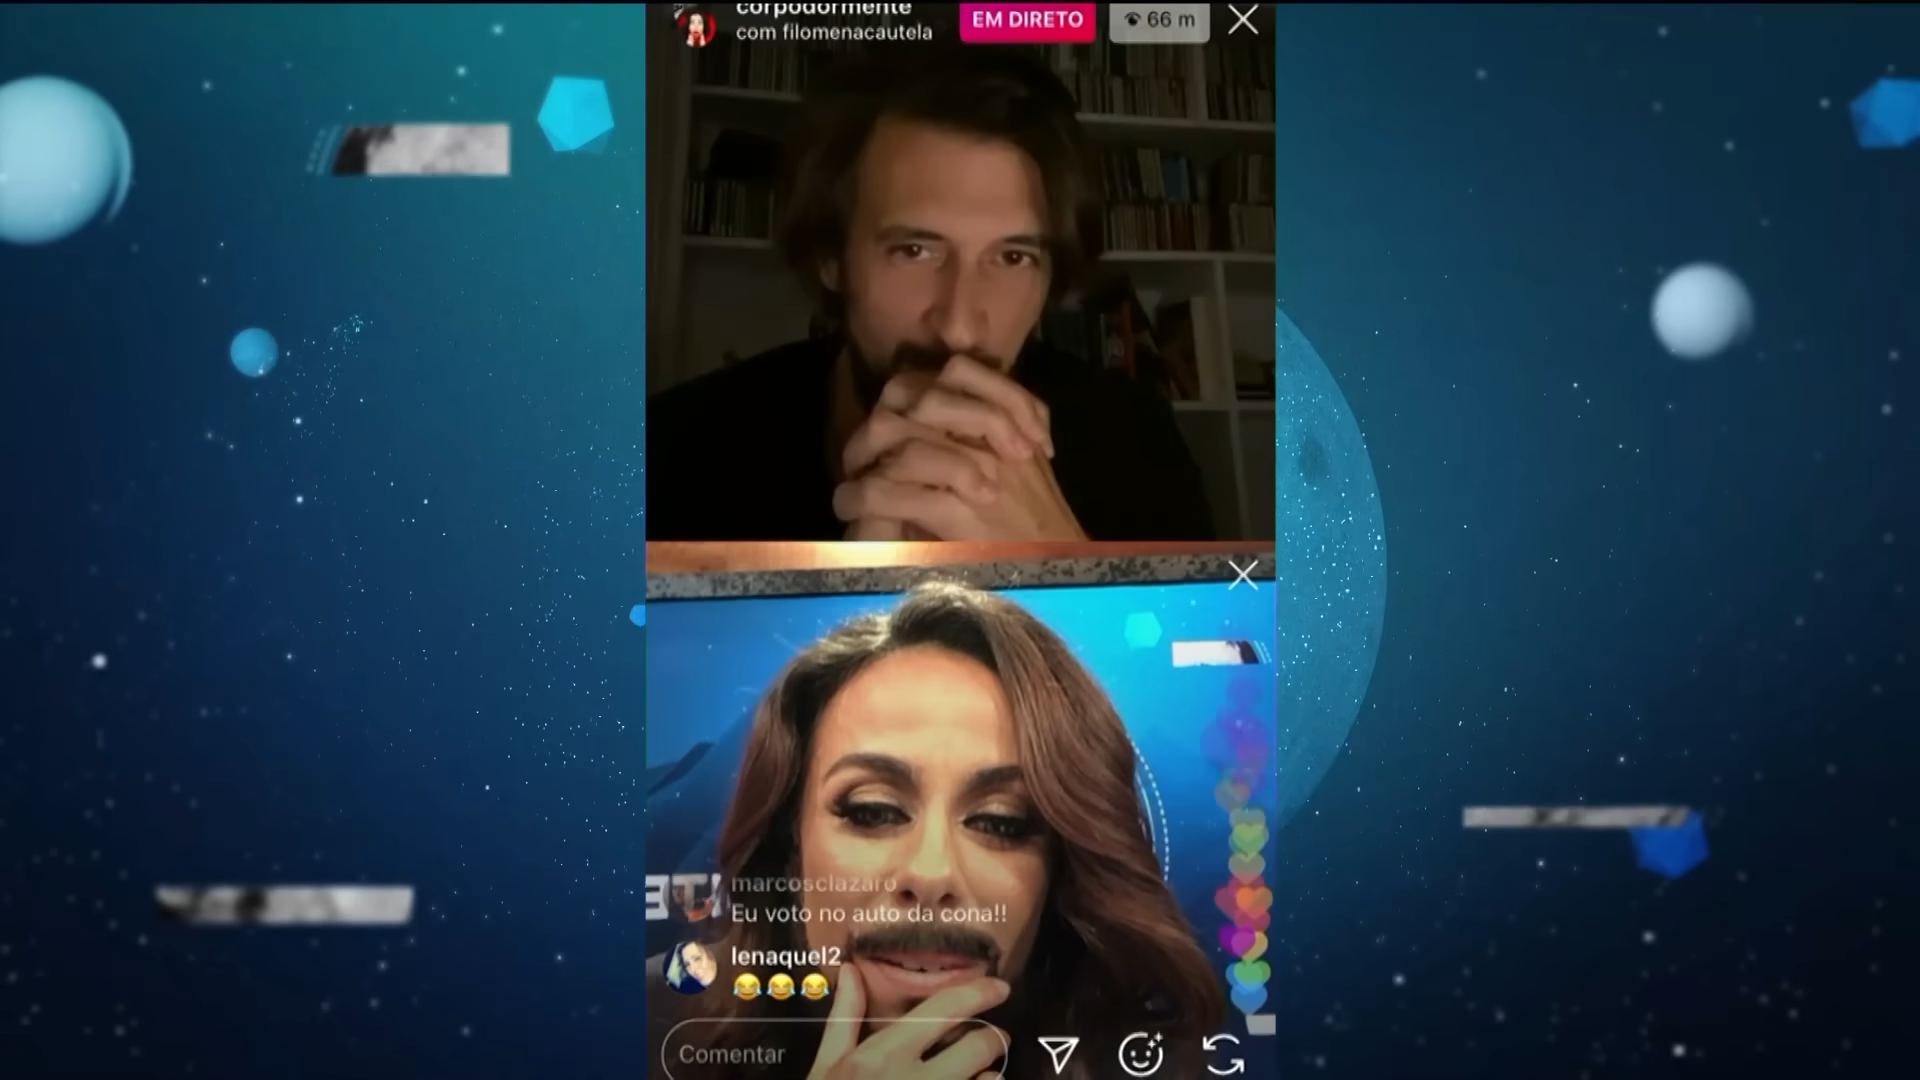 corpodormente
com filomenacautela
EM DIRETO
66 m
marcosclazaro
Eu voto no auto da cona!!
lenaquel2
😂😂😂
Comentar